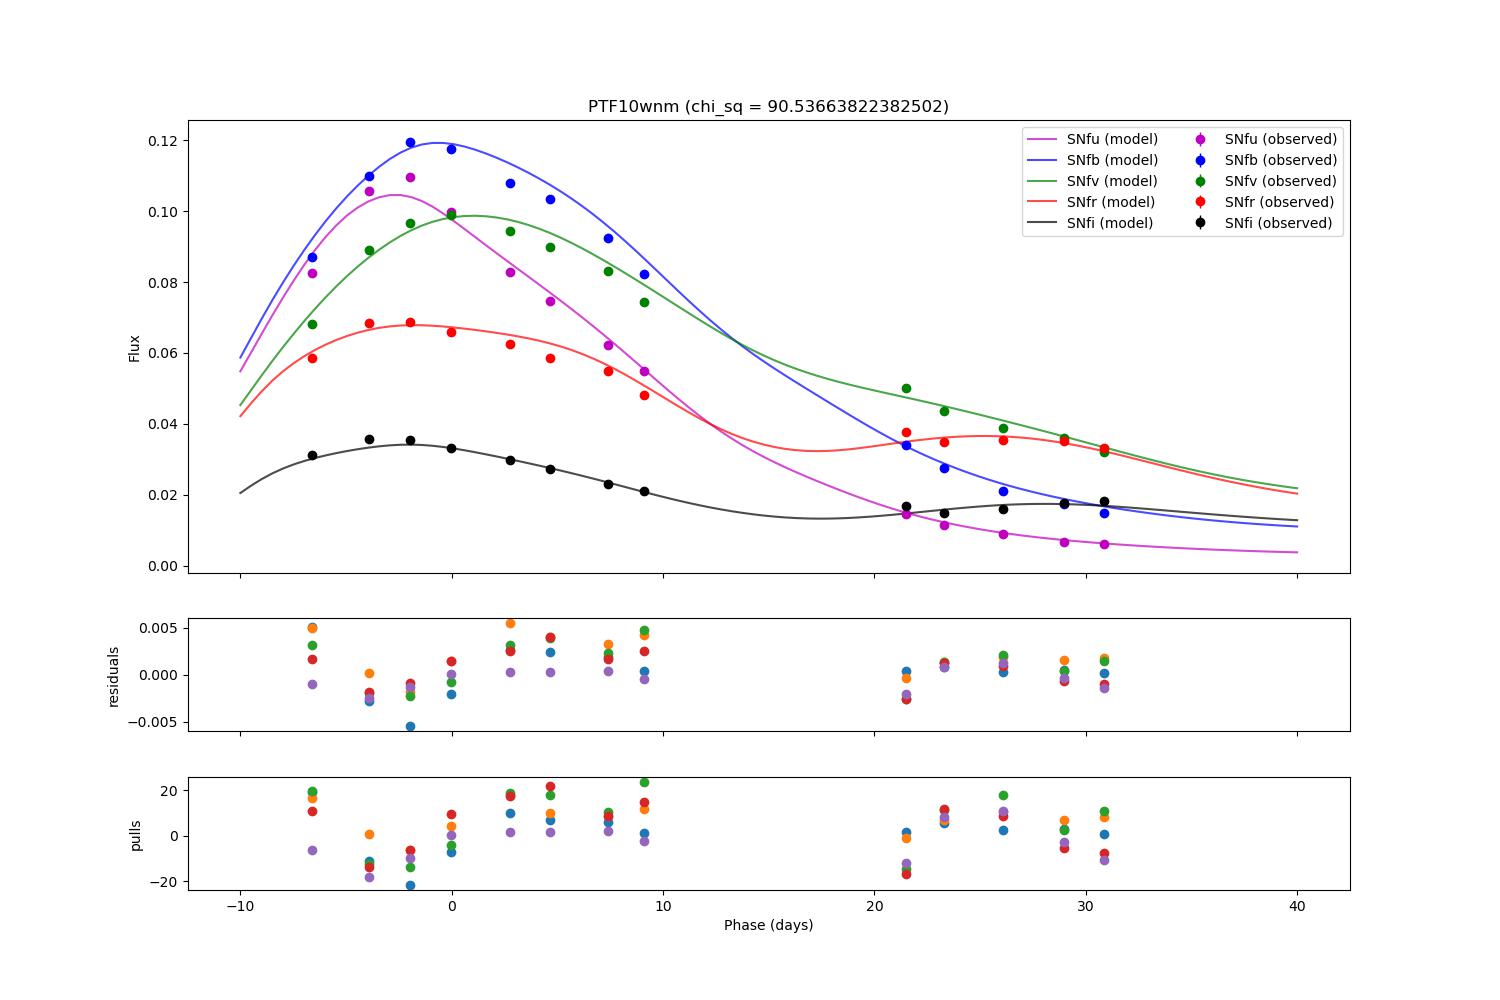 PTF10wnm (chi_sq = 90.53663822382502)
SNfu (model) SNfu (observed)
SNfb (model) SNfb (observed)
SNfv (model) SNfv (observed)
SNfr (model) SNfr (observed)
SNfi (model) SNfi (observed)
Flux
0.12
0.10
0.08
0.06
0.04
0.02
0.00
residuals
0.005
0.000
−0.005
pulls
20
0
−20
−10 0 10 20 30 40
Phase (days)